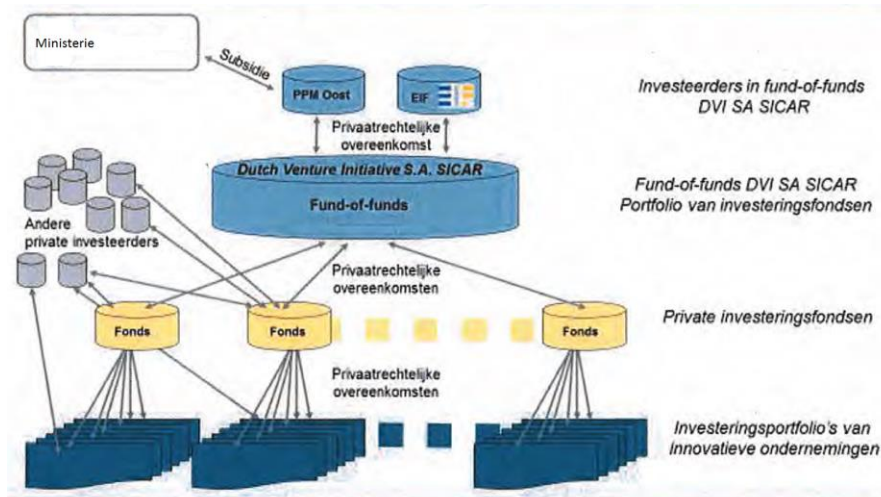 Ministerie
Subsidie
PPM Oost
EIF
Investeerders in fund-of-funds
DVI SA SICAR
Privaatrechtelijke
overeenkomst
Dutch Venture Initiative S.A. SICAR
Fund-of-funds
Fund-of-funds DVI SA SICAR
Portfolio van investeringsfondsen
Andere
private investeerders
Privaatrechtelijke
overeenkomsten
Fonds
Fonds
Fonds
Private investeringsfondsen
Privaatrechtelijke
overeenkomsten
Investeringsportfolio's van
Innovatieve ondernemingen